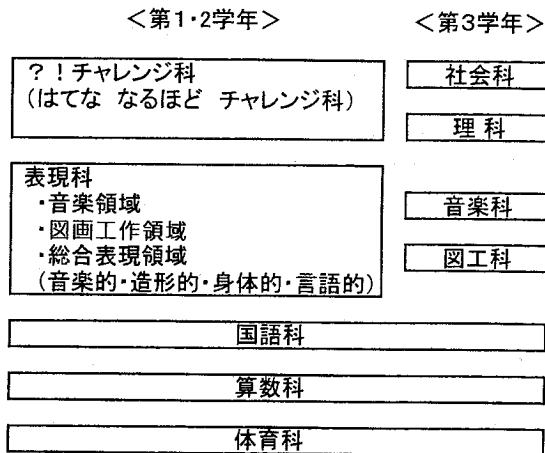 ＜第1・2学年＞
＜第3学年＞
？！チャレンジ科
(はてな なるほど チャレンジ科)
社会科
理 科
表現科
・音楽領域
・図画工作領域
・総合表現領域
(音楽的・造形的・身体的・言語的)
音楽科
図工科
国語科
算数科
体育科